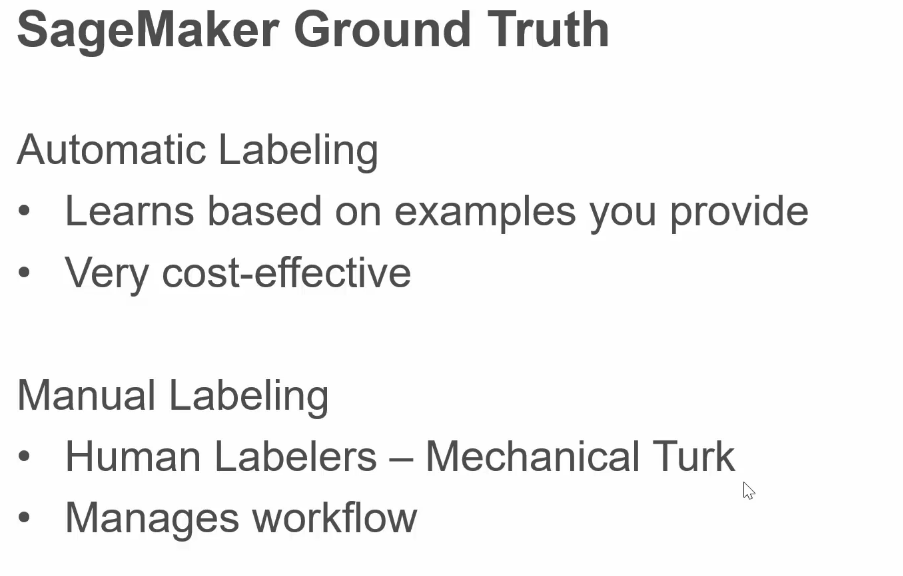 SageMaker Ground Truth
Automatic Labeling
• Learns based on examples you provide
• Very cost-effective
Manual Labeling
• Human Labelers – Mechanical Turk
• Manages workflow